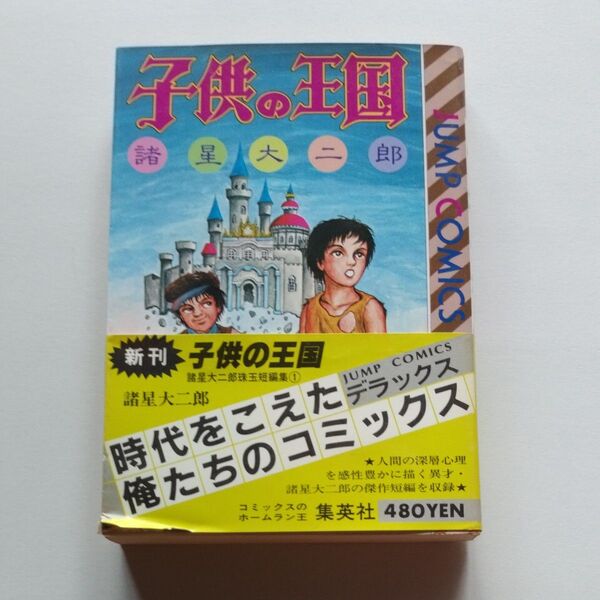 子供の王国
諸星大二郎
JUMP COMICS
新刊
子供の王国
諸星大二郎珠玉短編集①
諸星大二郎
JUMP COMICS
デラックス
時代をこえた
俺たちのコミックス
★人間の深層心理
を感性豊かに描く異才・
諸星大二郎の傑作短編を収録★
コミックスの
ホームラン王
集英社
480YEN